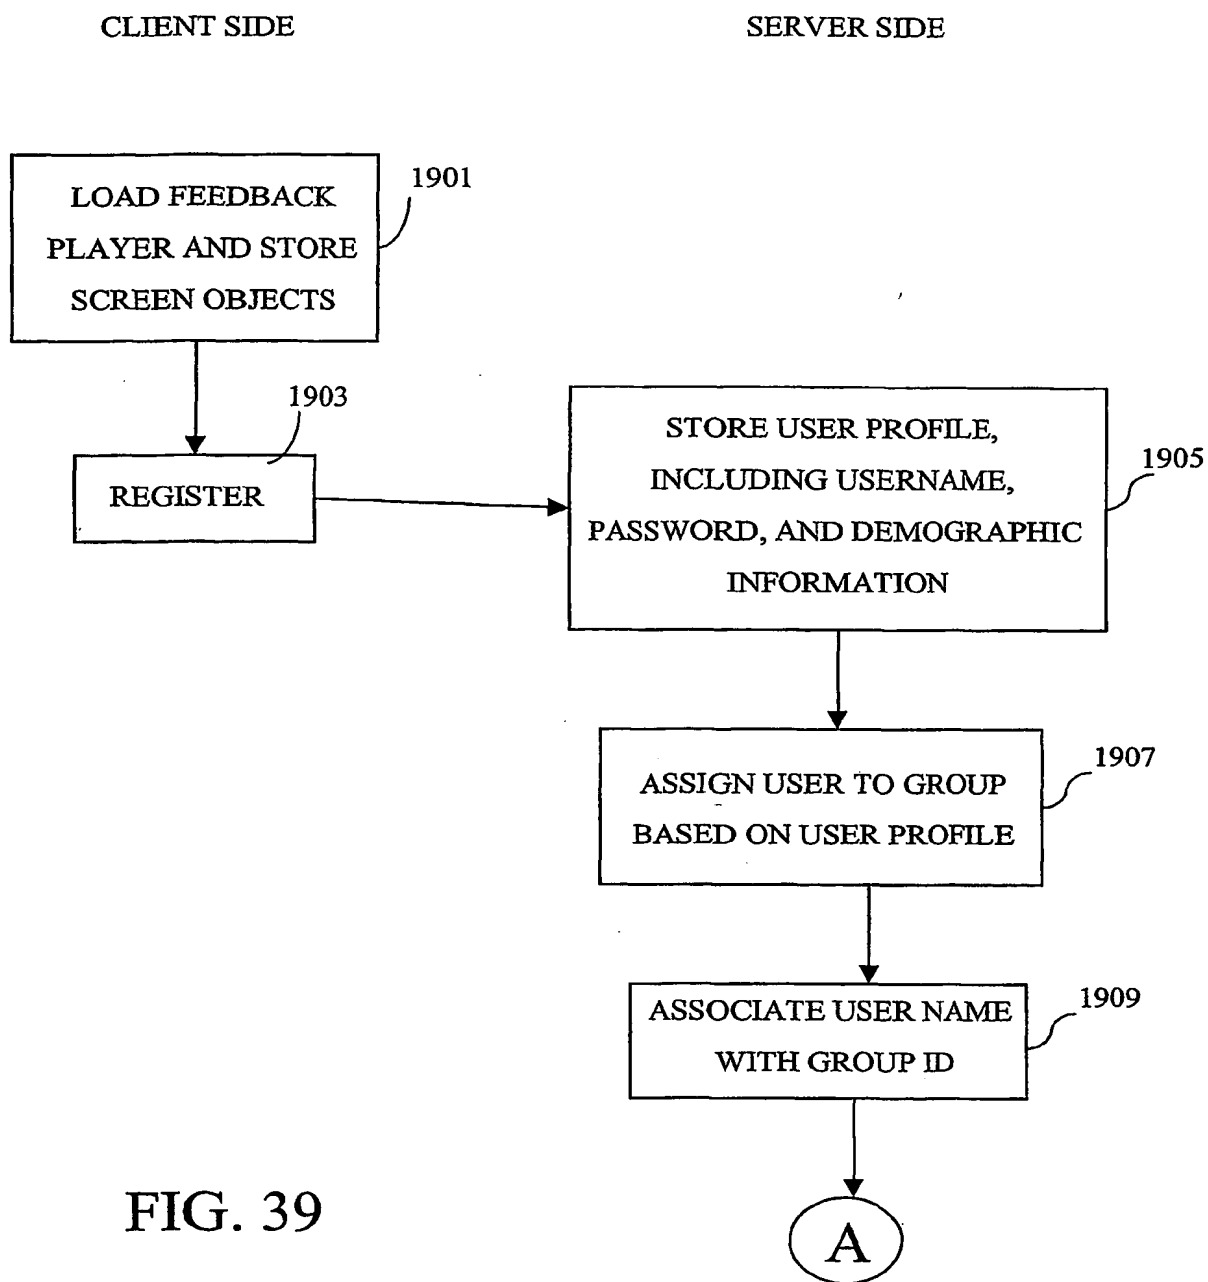 CLIENT SIDE
SERVER SIDE
LOAD FEEDBACK
PLAYER AND STORE
SCREEN OBJECTS
1901
1903
REGISTER
STORE USER PROFILE,
INCLUDING USERNAME,
PASSWORD, AND DEMOGRAPHIC
INFORMATION
1905
ASSIGN USER TO GROUP
BASED ON USER PROFILE
1907
ASSOCIATE USER NAME
WITH GROUP ID
1909
A
FIG. 39